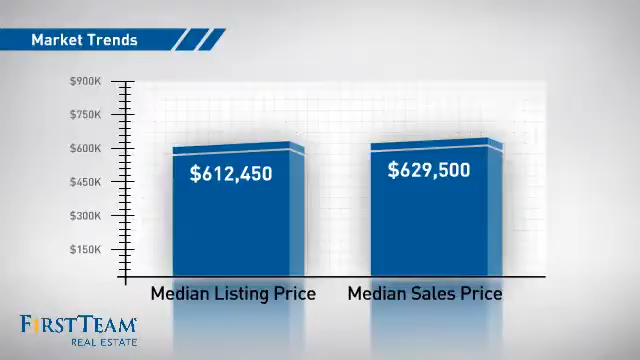 Market Trends
$900K
$750K
$600K
$450K
$300K
$150K
$612,450
$629,500
Median Listing Price
Median Sales Price
FIRSTTEAM®
REAL ESTATE